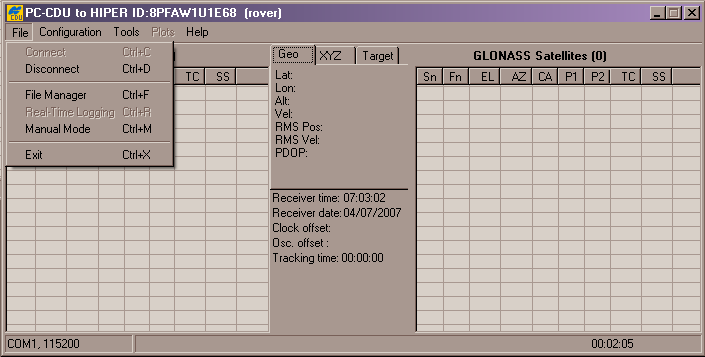 CDU PC-CDU to HIPER ID:8PFAW1U1E68 (rover)
File Configuration Tools Plots Help
Connect Ctrl+C
Disconnect Ctrl+D
File Manager Ctrl+F
Real-Time Logging Ctrl+R
Manual Mode Ctrl+M
Exit Ctrl+X
)
TC SS
Geo XYZ Target
Lat:
Lon:
Alt:
Vel:
RMS Pos:
RMS Vel:
PDOP:
Receiver time: 07:03:02
Receiver date: 04/07/2007
Clock offset:
Osc. offset :
Tracking time: 00:00:00
GLONASS Satellites (0)
Sn Fn EL AZ CA P1 P2 TC SS
COM1, 115200
00:02:05